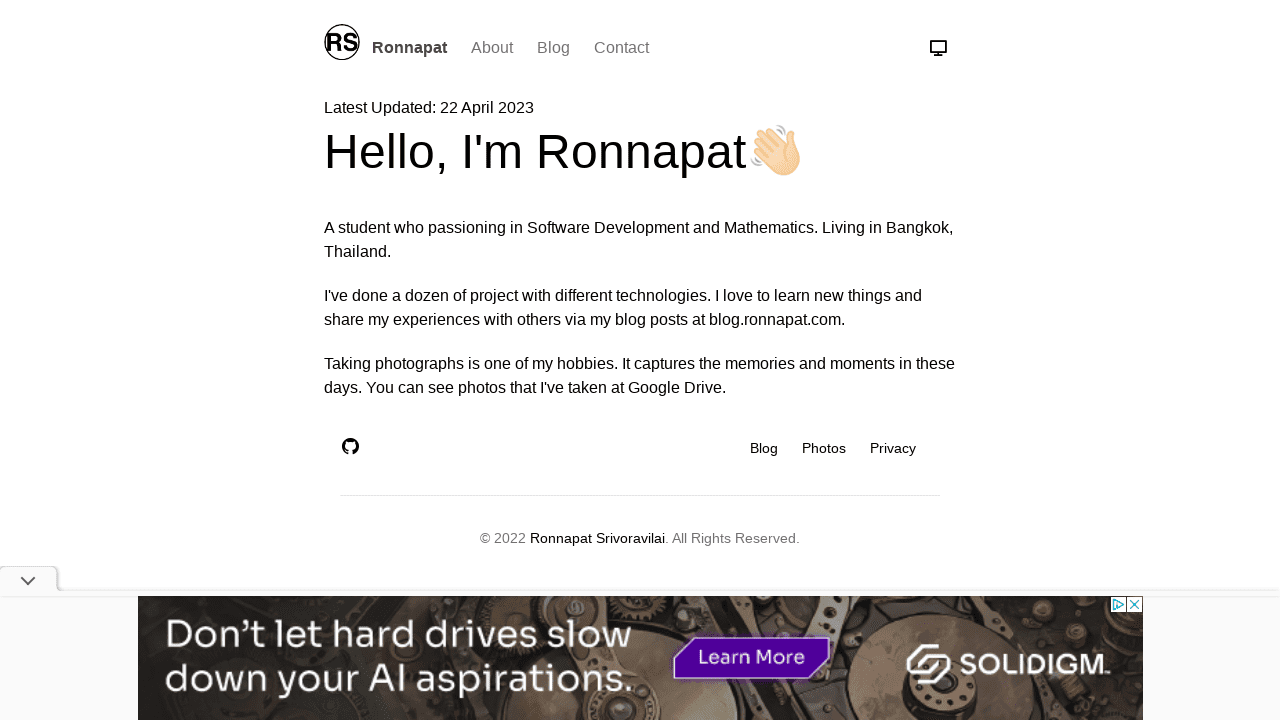 RS Ronnapat About Blog Contact
Latest Updated: 22 April 2023
Hello, I'm Ronnapat👋🏻
A student who passioning in Software Development and Mathematics. Living in Bangkok,
Thailand.
I've done a dozen of project with different technologies. I love to learn new things and
share my experiences with others via my blog posts at blog.ronnapat.com.
Taking photographs is one of my hobbies. It captures the memories and moments in these
days. You can see photos that I've taken at Google Drive.
Blog Photos Privacy
© 2022 Ronnapat Srivoravilai. All Rights Reserved.
Don't let hard drives slow
down your AI aspirations.
Learn More
SOLIDIGM